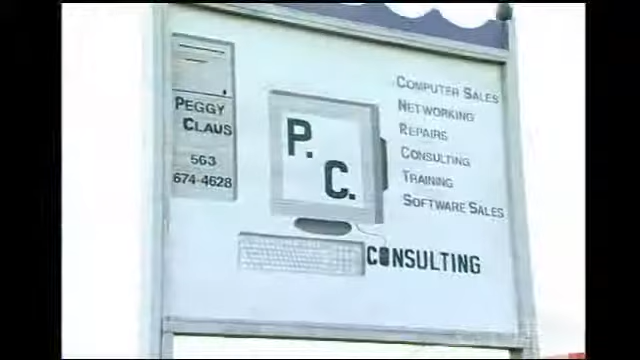 PEGGY
CLAUS
563
674-4628
P.
C.
CONSULTING
COMPUTER SALES
NETWORKING
REPAIRS
CONSULTING
TRAINING
SOFTWARE SALES